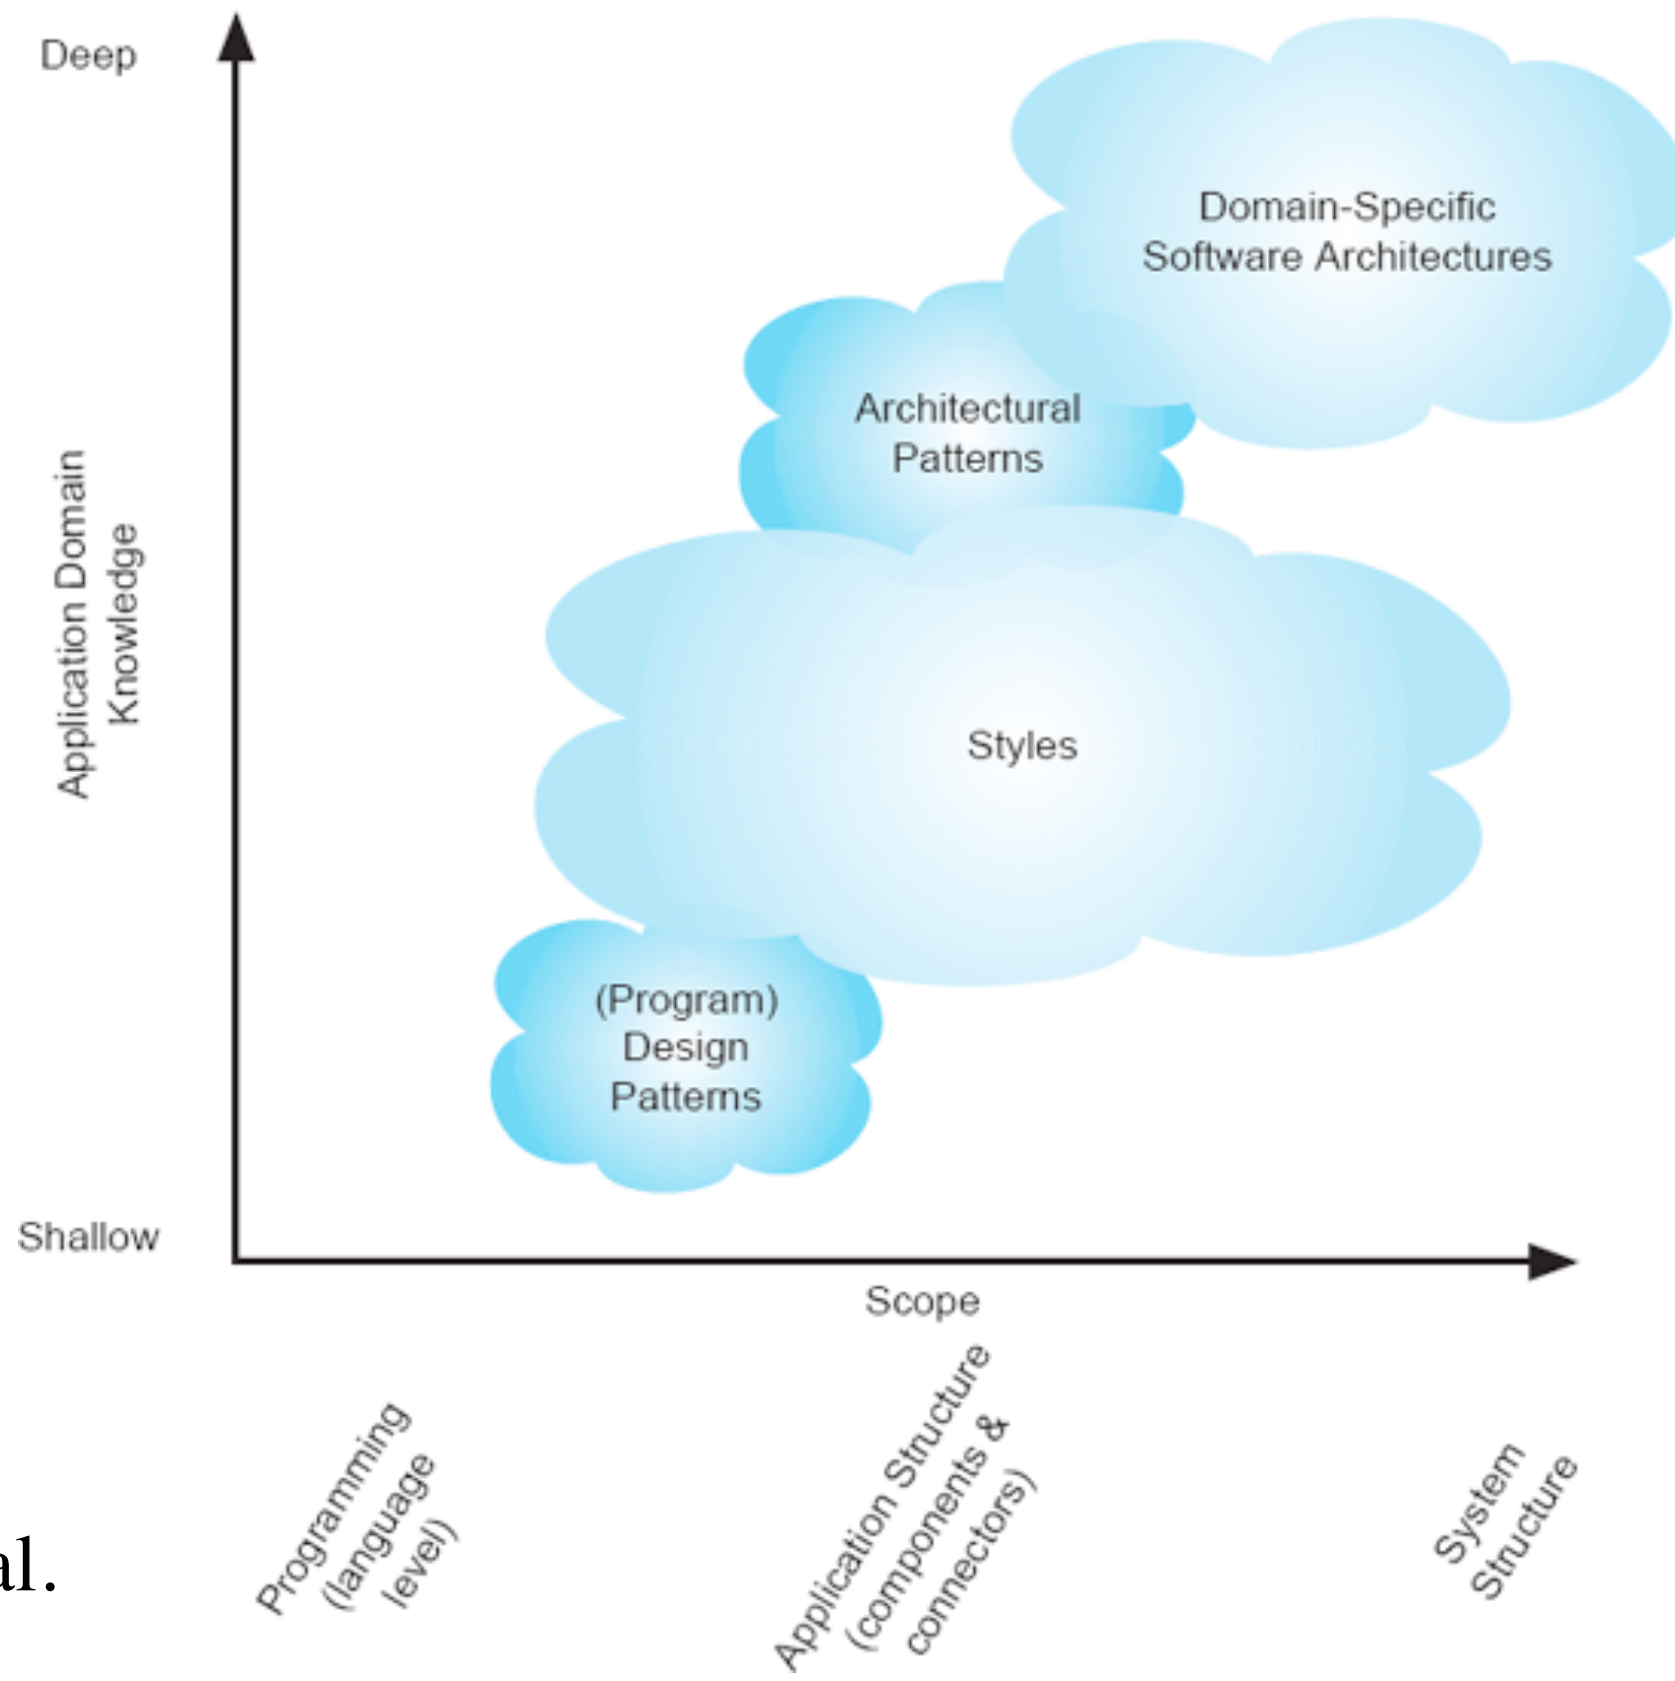 Deep
Domain-Specific
Software Architectures
Architectural
Patterns
Application Domain
Knowledge
Styles
(Program)
Design
Patterns
Shallow
Scope
Programming
(language
level)
Application Structure
(components &
connectors)
System
Structure
al.